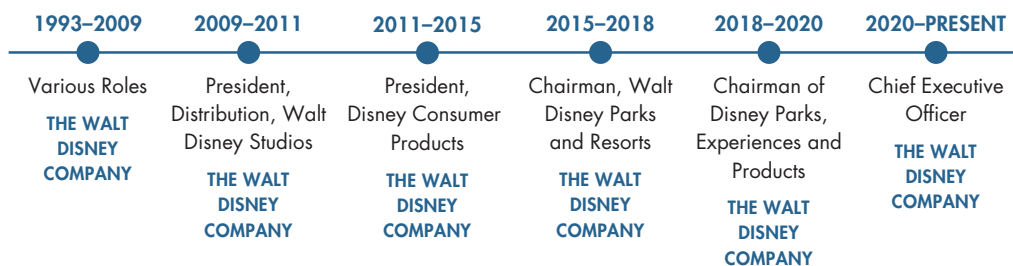 1993–2009
Various Roles
THE WALT
DISNEY
COMPANY
2009–2011
President,
Distribution, Walt
Disney Studios
THE WALT
DISNEY
COMPANY
2011–2015
President,
Disney Consumer
Products
THE WALT
DISNEY
COMPANY
2015–2018
Chairman, Walt
Disney Parks
and Resorts
THE WALT
DISNEY
COMPANY
2018–2020
Chairman of
Disney Parks,
Experiences and
Products
THE WALT
DISNEY
COMPANY
2020–PRESENT
Chief Executive
Officer
THE WALT
DISNEY
COMPANY